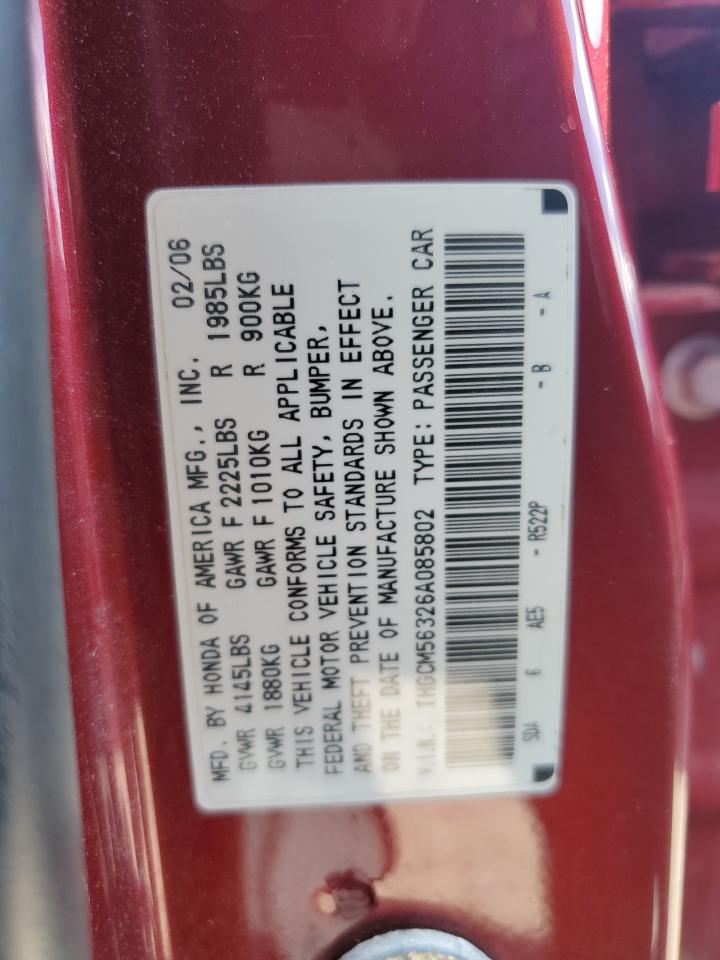 MFD. BY HONDA OF AMERICA MFG., INC. 02/06
GVWR 4145LBS GAWR F 2225LBS R 1985LBS
GVWR 1880KG GAWR F 1010KG R 900KG
THIS VEHICLE CONFORMS TO ALL APPLICABLE
FEDERAL MOTOR VEHICLE SAFETY, BUMPER,
AND THEFT PREVENTION STANDARDS IN EFFECT
ON THE DATE OF MANUFACTURE SHOWN ABOVE.
V.I.N.: 1HGCM56326A085802 TYPE: PASSENGER CAR
SDA 6 AE5 - R522P - B - A